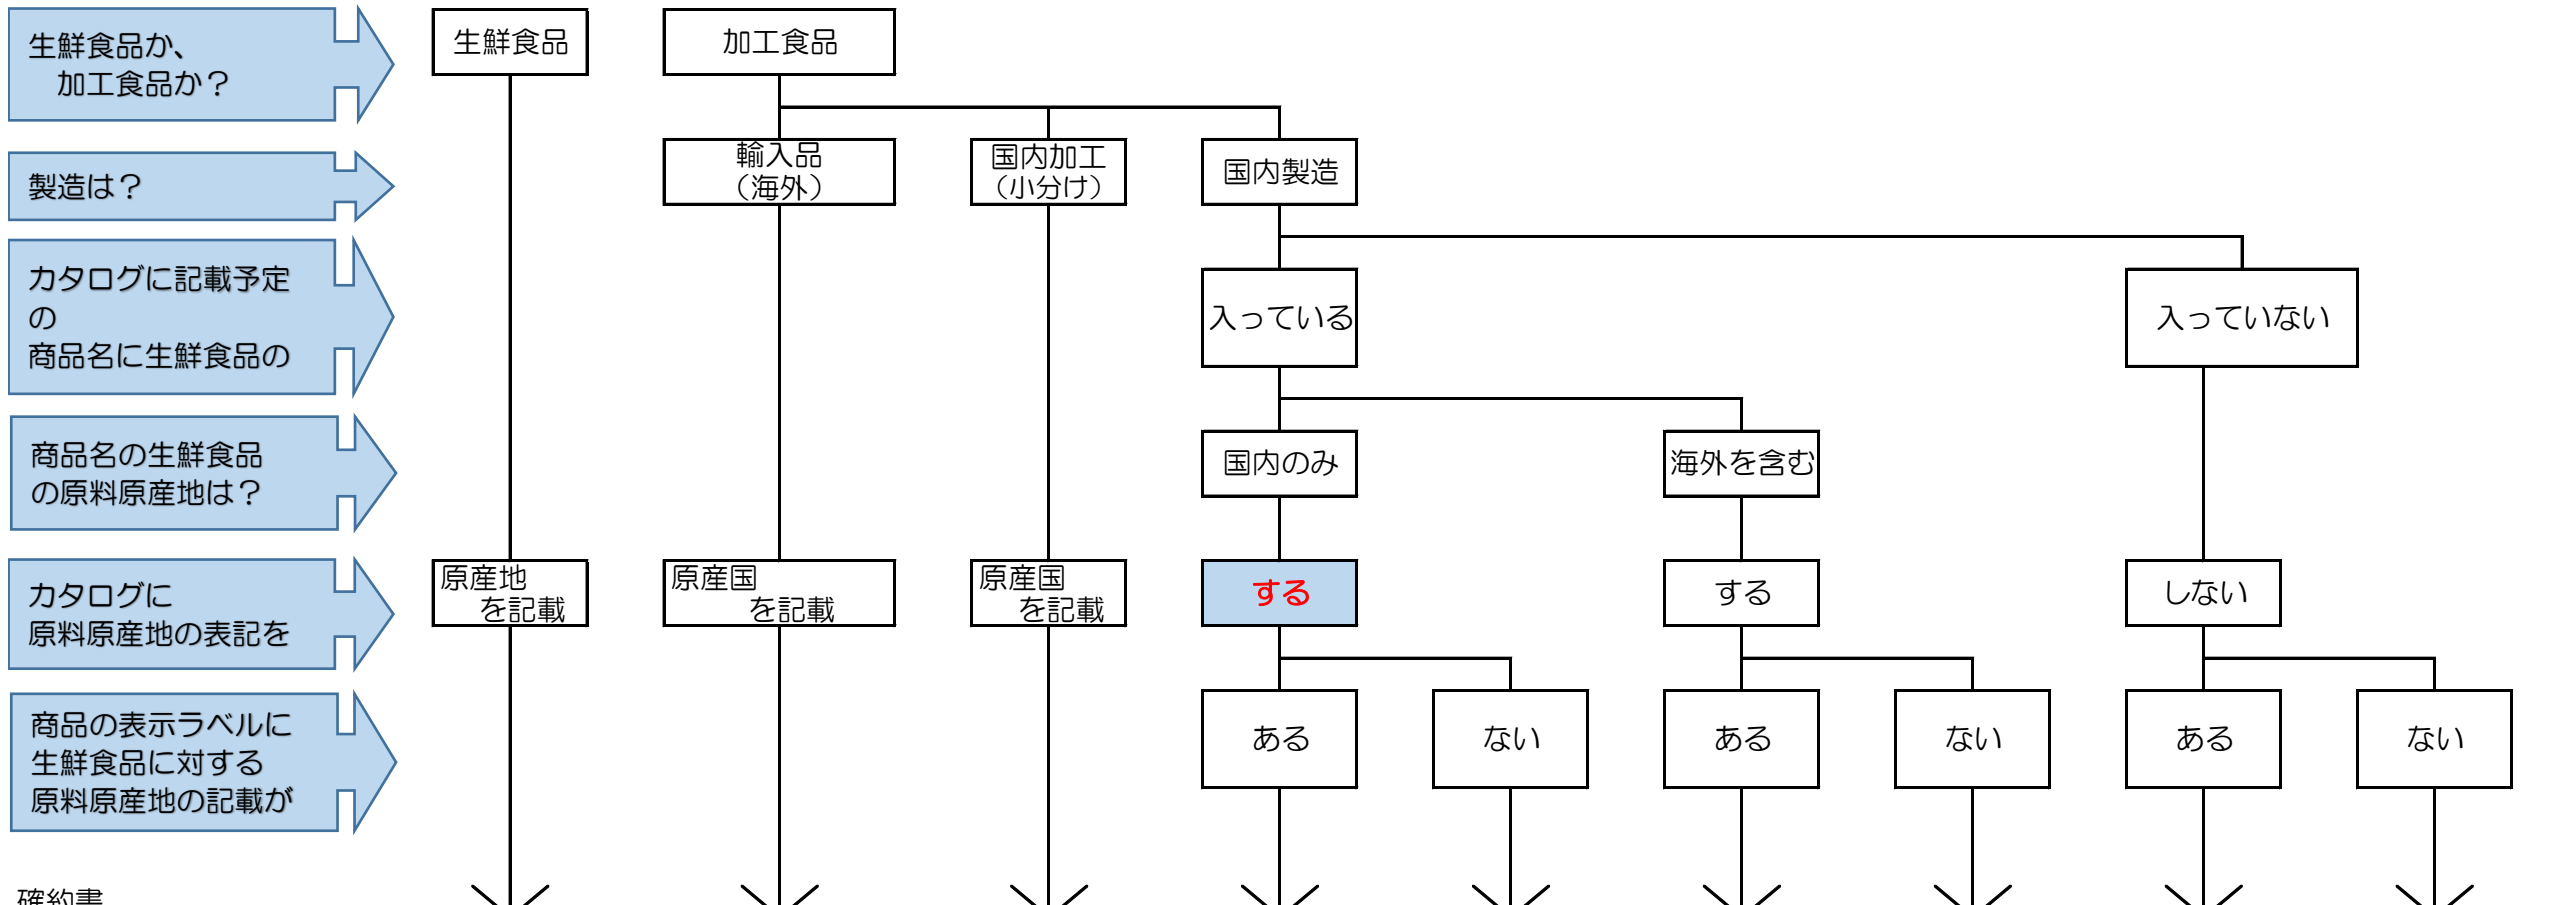 生鮮食品か、
加工食品か？
生鮮食品
加工食品
製造は？
輸入品
（海外）
国内加工
（小分け）
国内製造
カタログに記載予定
の
商品名に生鮮食品の
入っている
入っていない
商品名の生鮮食品
の原料原産地は？
国内のみ
海外を含む
カタログに
原料原産地の表記を
原産地
を記載
原産国
を記載
原産国
を記載
する
する
しない
商品の表示ラベルに
生鮮食品に対する
原料原産地の記載が
ある
ない
ある
ない
ある
ない
確約書